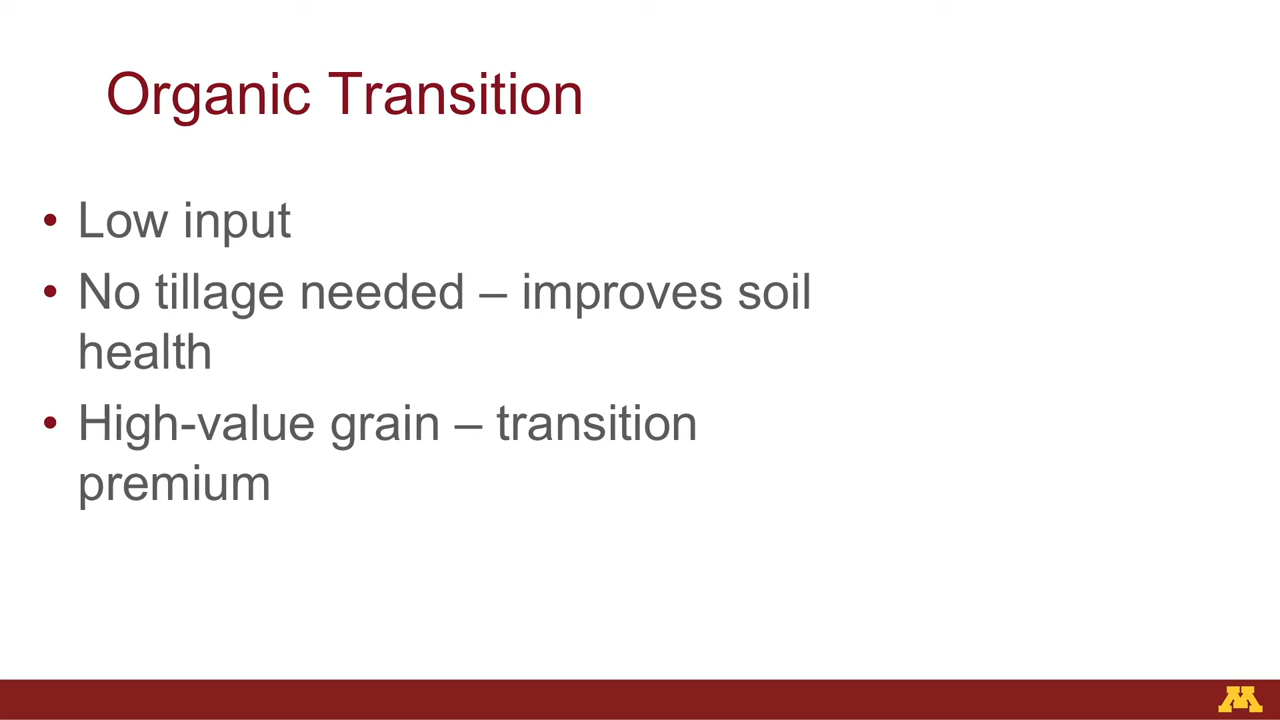 Organic Transition
• Low input
• No tillage needed – improves soil
health
• High-value grain – transition
premium
M